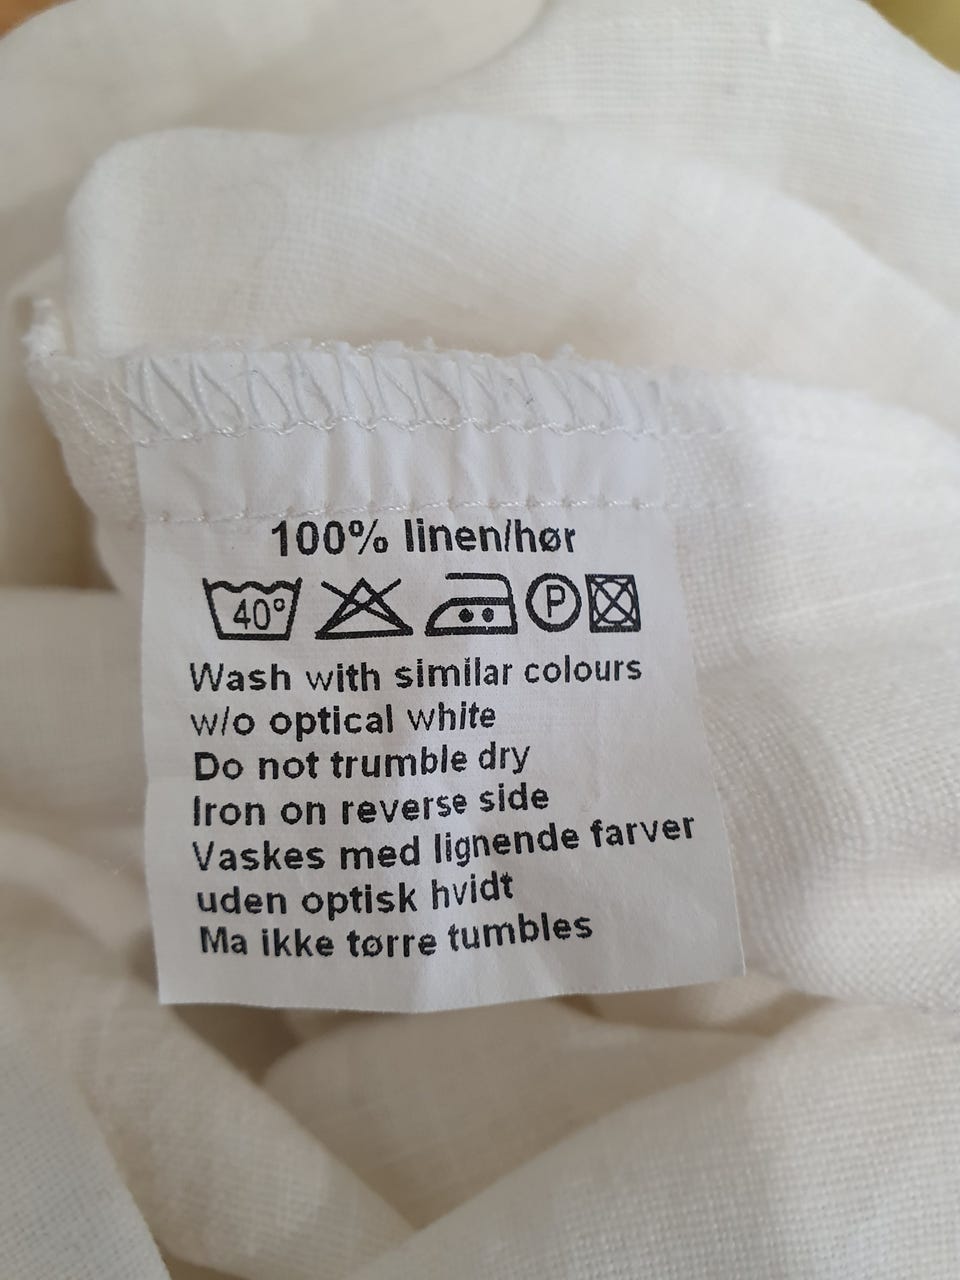 100% linen/hør
40° P
Wash with similar colours
w/o optical white
Do not trumble dry
Iron on reverse side
Vaskes med lignende farver
uden optisk hvidt
Ma ikke tørre tumbles